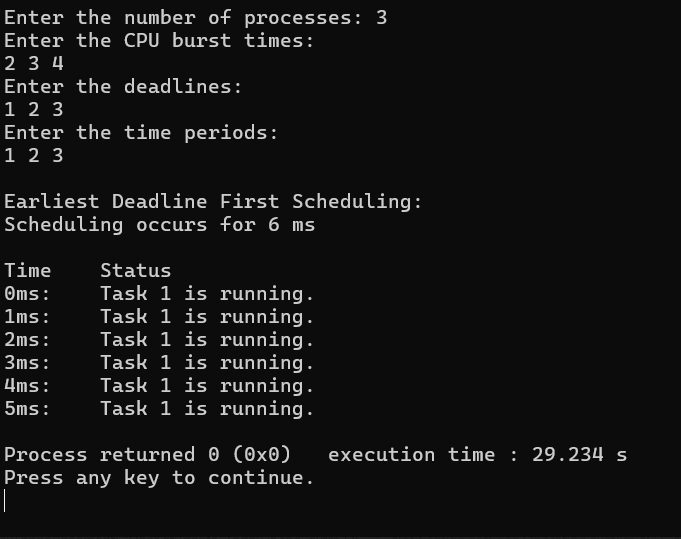 Enter the number of processes: 3
Enter the CPU burst times:
2 3 4
Enter the deadlines:
1 2 3
Enter the time periods:
1 2 3
Earliest Deadline First Scheduling:
Scheduling occurs for 6 ms
Time    Status
0ms:    Task 1 is running.
1ms:    Task 1 is running.
2ms:    Task 1 is running.
3ms:    Task 1 is running.
4ms:    Task 1 is running.
5ms:    Task 1 is running.
Process returned 0 (0x0)   execution time : 29.234 s
Press any key to continue.